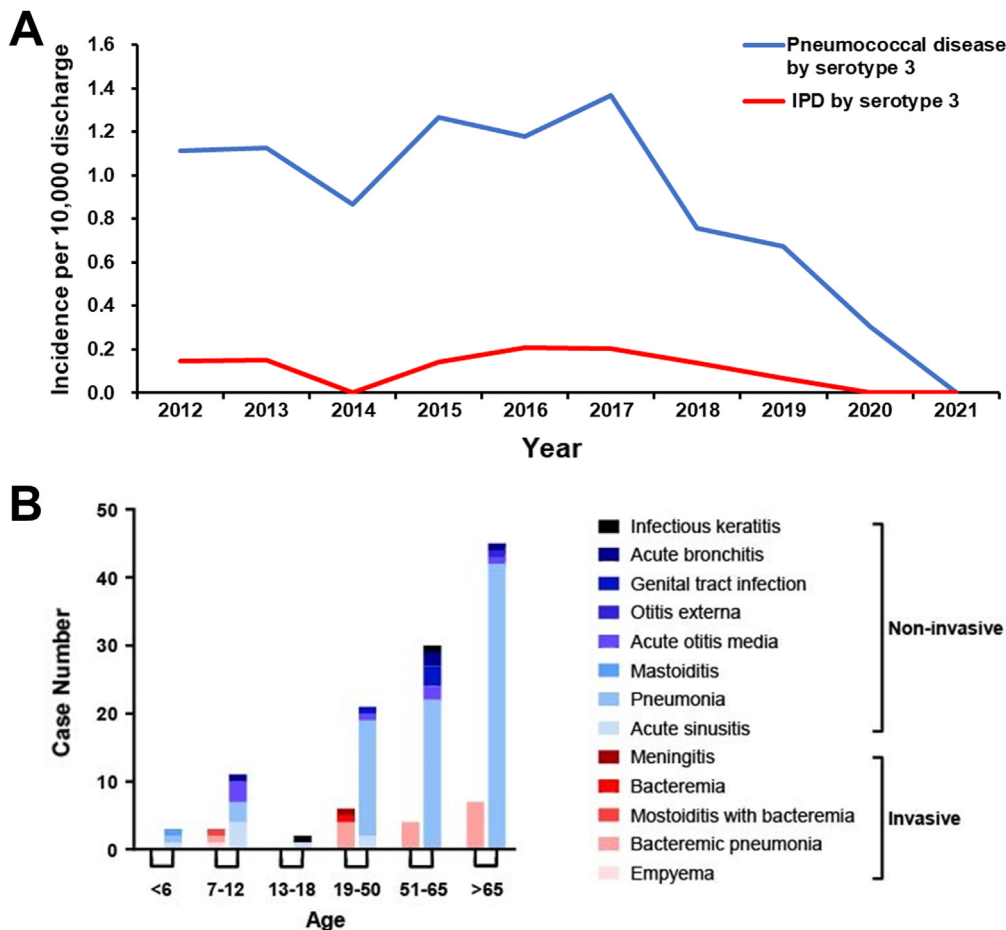 A
Incidence per 10,000 discharge
1.6
1.4
1.2
1.0
0.8
0.6
0.4
0.2
0.0
Pneumococcal disease
by serotype 3
IPD by serotype 3
2012 2013 2014 2015 2016 2017 2018 2019 2020 2021
Year
B
Case Number
50
40
30
20
10
0
<6 7-12 13-18 19-50 51-65 >65
Age
Infectious keratitis
Acute bronchitis
Genital tract infection
Otitis externa
Acute otitis media
Mastoiditis
Pneumonia
Acute sinusitis
Non-invasive
Meningitis
Bacteremia
Mostoiditis with bacteremia
Bacteremic pneumonia
Empyema
Invasive